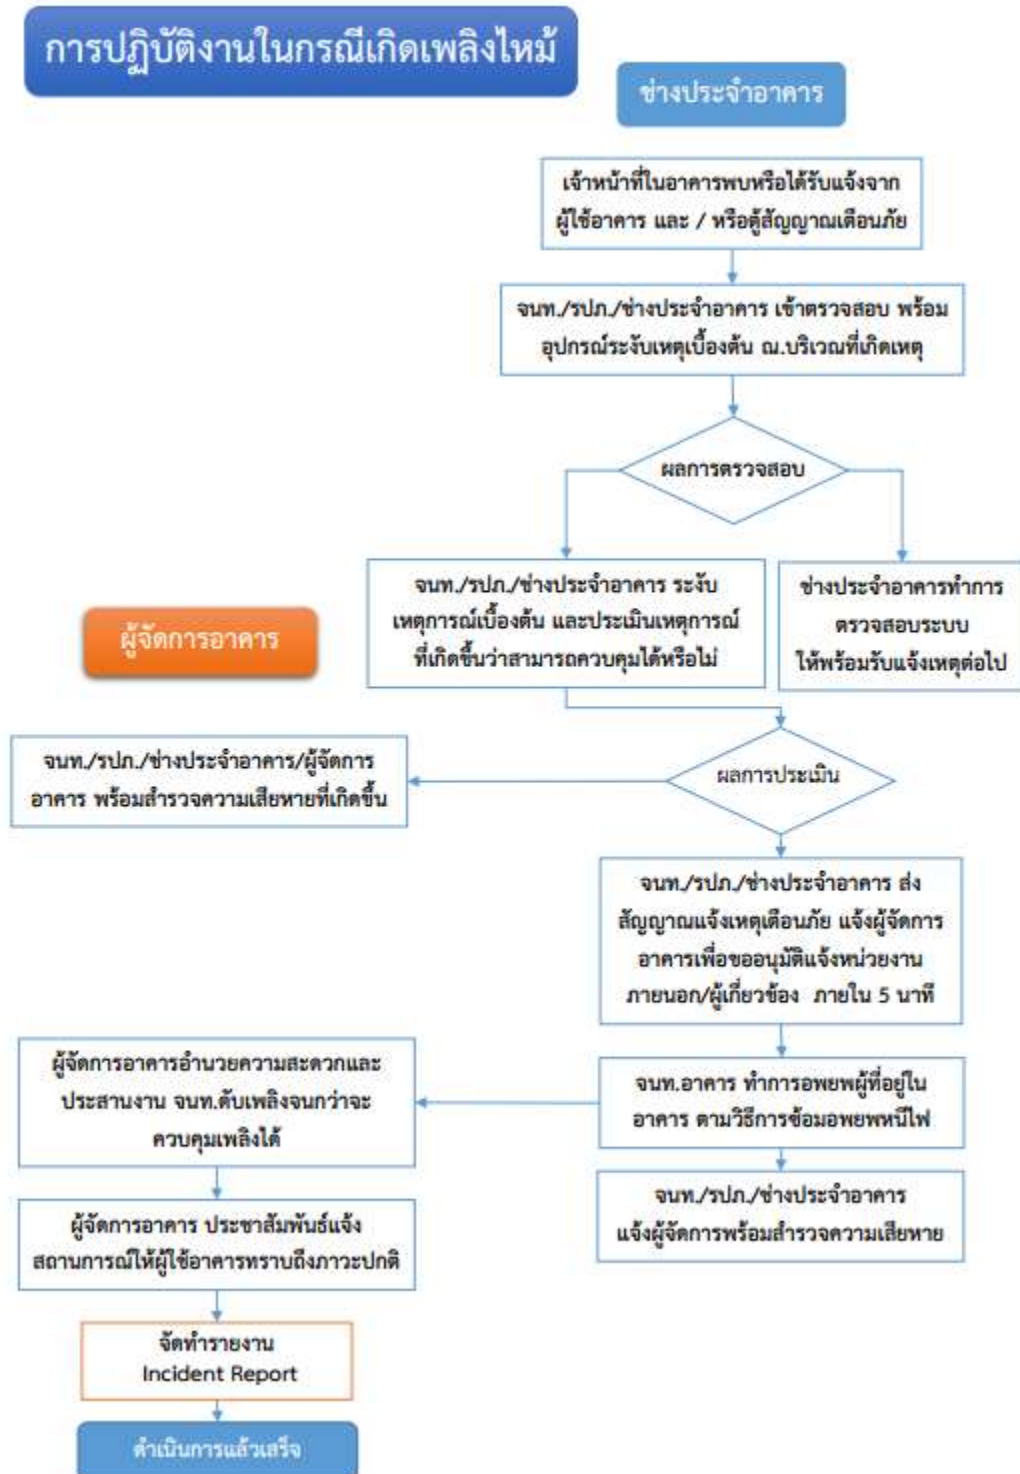 การปฏิบัติงานในกรณีเกิดเพลิงไหม้
ช่างประจำอาคาร
เจ้าหน้าที่ในอาคารพบหรือได้รับแจ้งจาก
ผู้ใช้อาคาร และ / หรือตู้สัญญาณเตือนภัย
จนท./รปภ./ช่างประจำอาคาร เข้าตรวจสอบ พร้อม
อุปกรณ์ระงับเหตุเบื้องต้น ณ.บริเวณที่เกิดเหตุ
ผลการตรวจสอบ
จนท./รปภ./ช่างประจำอาคาร ระงับ
เหตุการณ์เบื้องต้น และประเมินเหตุการณ์
ที่เกิดขึ้นว่าสามารถควบคุมได้หรือไม่
ช่างประจำอาคารทำการ
ตรวจสอบระบบ
ให้พร้อมรับแจ้งเหตุต่อไป
ผู้จัดการอาคาร
จนท./รปภ./ช่างประจำอาคาร/ผู้จัดการ
อาคาร พร้อมสำรวจความเสียหายที่เกิดขึ้น
ผลการประเมิน
จนท./รปภ./ช่างประจำอาคาร ส่ง
สัญญาณแจ้งเหตุเตือนภัย แจ้งผู้จัดการ
อาคารเพื่อขออนุมัติแจ้งหน่วยงาน
ภายนอก/ผู้เกี่ยวข้อง ภายใน 5 นาที
ผู้จัดการอาคารอำนวยความสะดวกและ
ประสานงาน จนท.ดับเพลิงจนกว่าจะ
ควบคุมเพลิงได้
จนท.อาคาร ทำการอพยพผู้ที่อยู่ใน
อาคาร ตามวิธีการซ้อมอพยพหนีไฟ
จนท./รปภ./ช่างประจำอาคาร
แจ้งผู้จัดการพร้อมสำรวจความเสียหาย
ผู้จัดการอาคาร ประชาสัมพันธ์แจ้ง
สถานการณ์ให้ผู้ใช้อาคารทราบถึงภาวะปกติ
จัดทำรายงาน
Incident Report
ดำเนินการแล้วเสร็จ